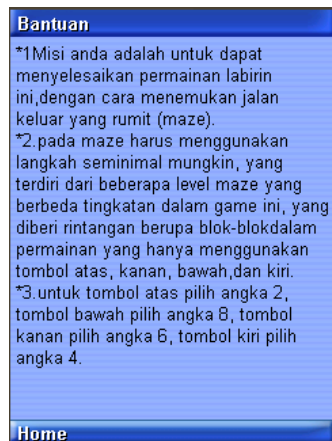 Bantuan
*1Misi anda adalah untuk dapat
menyelesaikan permainan labirin
ini,dengan cara menemukan jalan
keluar yang rumit (maze).
*2.pada maze harus menggunakan
langkah seminimal mungkin, yang
terdiri dari beberapa level maze yang
berbeda tingkatan dalam game ini, yang
diberi rintangan berupa blok-blokdalam
permainan yang hanya menggunakan
tombol atas, kanan, bawah,dan kiri.
*3.untuk tombol atas pilih angka 2,
tombol bawah pilih angka 8, tombol
kanan pilih angka 6, tombol kiri pilih
angka 4.
Home